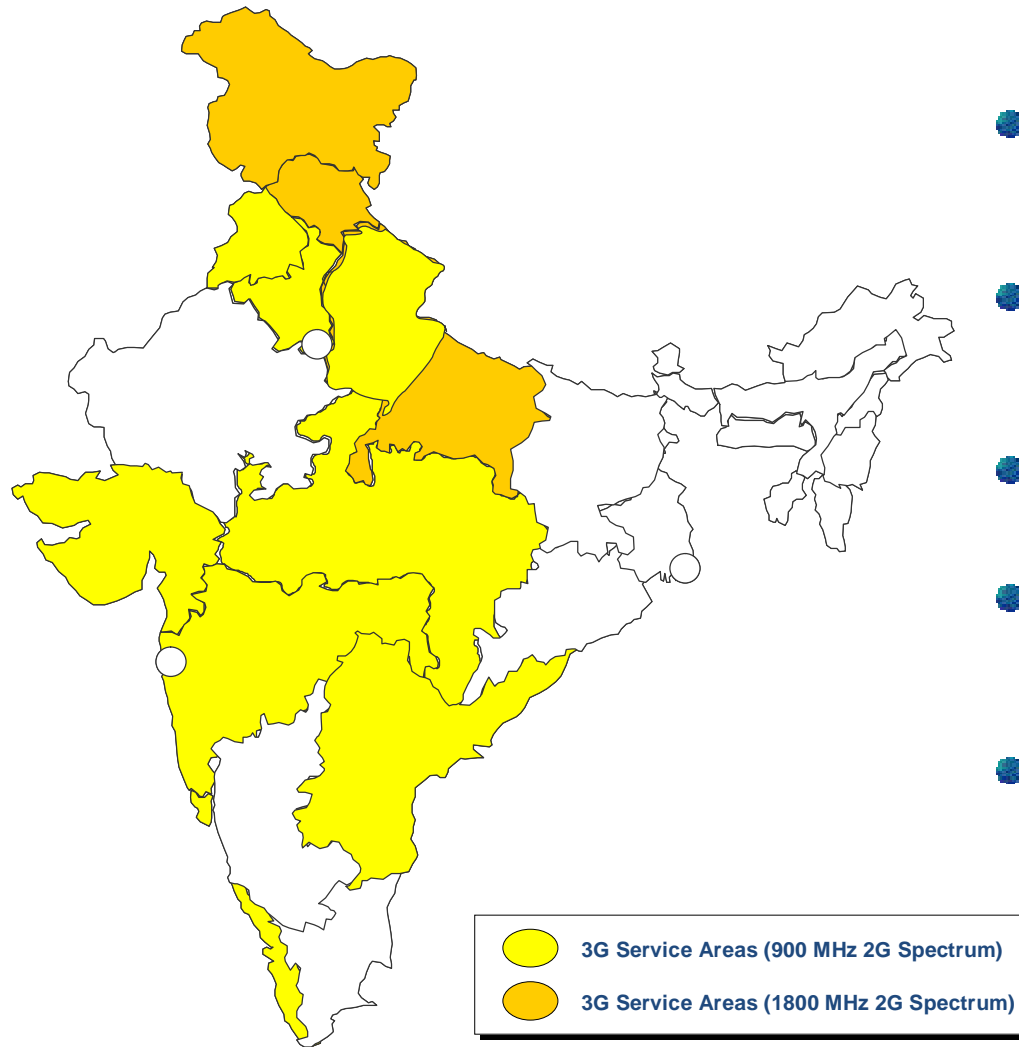 3G Service Areas (900 MHz 2G Spectrum)
3G Service Areas (1800 MHz 2G Spectrum)